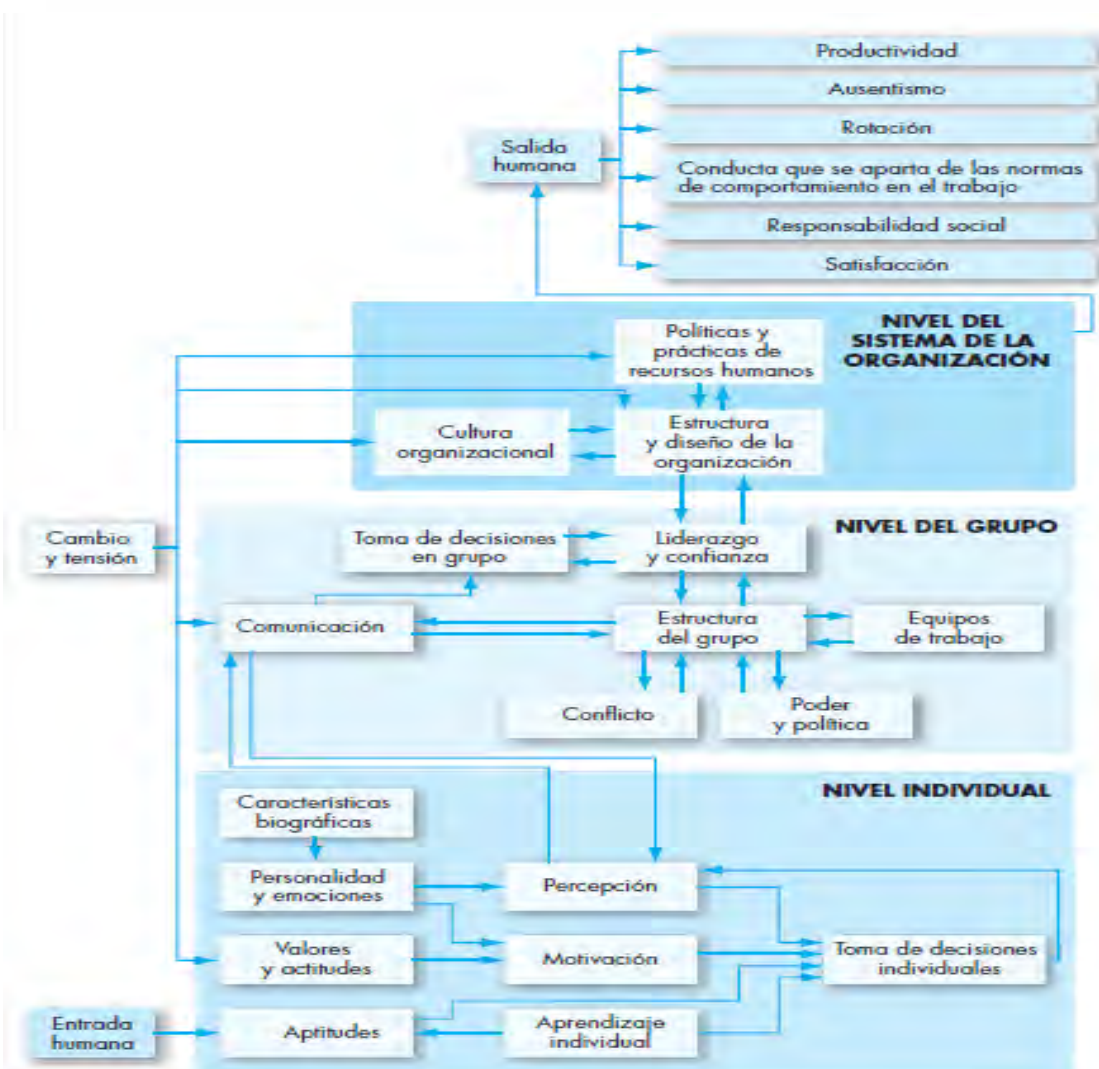 Productividad
Ausentismo
Rotación
Salida
humana
Conducta que se aparta de las normas
de comportamiento en el trabajo
Responsabilidad social
Satisfacción
NIVEL DEL
SISTEMA DE LA
ORGANIZACIÓN
Políticas y
prácticas de
recursos humanos
Cultura
organizacional
Estructura
y diseño de la
organización
NIVEL DEL GRUPO
Cambio
y tensión
Toma de decisiones
en grupo
Liderazgo
y confianza
Comunicación
Estructura
del grupo
Equipos
de trabajo
Conflicto
Poder
y política
NIVEL INDIVIDUAL
Características
biográficas
Personalidad
y emociones
Percepción
Valores
y actitudes
Motivación
Toma de decisiones
individuales
Entrada
humana
Aptitudes
Aprendizaje
individual